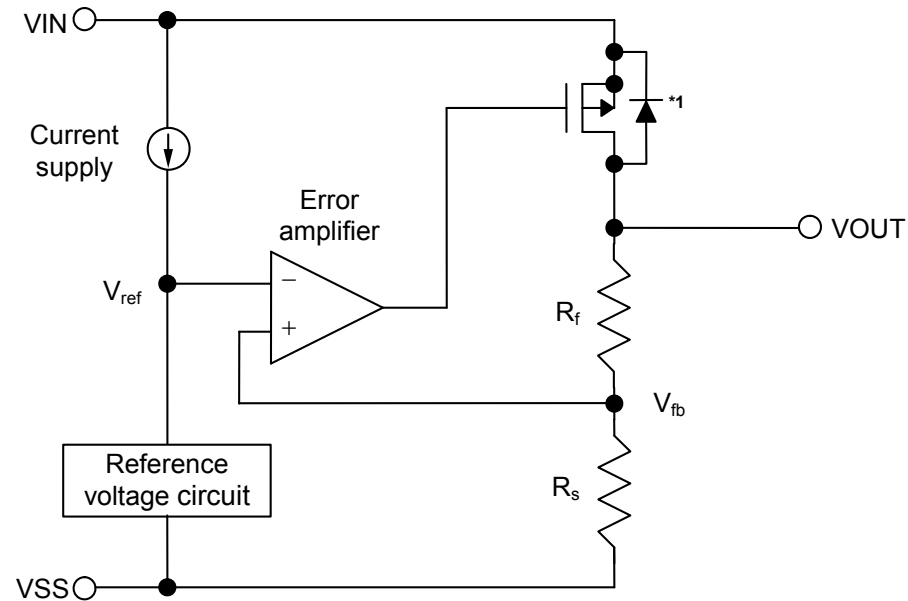 VIN
*1
Current
supply
Error
amplifier
VOUT
Vref
−
+
Rf
Vfb
Reference
voltage circuit
Rs
VSS